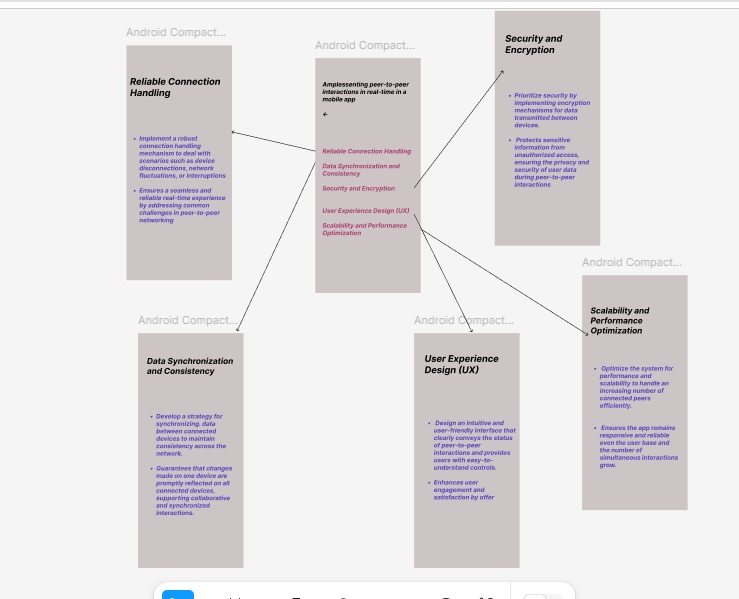 Android Compact...
Reliable Connection
Handling
• Implement a robust
connection handling
mechanism to deal with
scenarios such as device
disconnections, network
fluctuations, or interruptions
• Ensures a seamless and
reliable real-time experience
by addressing common
challenges in peer-to-peer
networking
Android Compact...
Amplessenting peer-to-peer
interactions in real-time in a
mobile app
←
Reliable Connection Handling
Data Synchronization and
Consistency
Security and Encryption
User Experience Design (UX)
Scalability and Performance
Optimization
Security and
Encryption
• Prioritize security by
implementing encryption
mechanisms for data
transmitted between
devices.
• Protects sensitive
information from
unauthorized access,
ensuring the privacy and
security of user data
during peer-to-peer
interactions
Android Compact...
Data Synchronization
and Consistency
• Develop a strategy for
synchronizing. data
between connected
devices to maintain
consistency across the
network.
• Guarantees that changes
made on one device are
promptly reflected on all
connected devices,
supporting collaborative
and synchronized
interactions.
Android Compact...
User Experience
Design (UX)
• Design an intuitive and
user-friendly interface that
clearly conveys the status
of peer-to-peer
interactions and provides
users with easy-to-
understand controls.
• Enhances user
engagement and
satisfaction by offer
Android Compact...
Scalability and
Performance
Optimization
• Optimize the system for
performance and
scalability to handle an
increasing number of
connected peers
efficiently.
• Ensures the app remains
responsive and reliable
even the user base and
the number of
simultaneous interactions
grow.